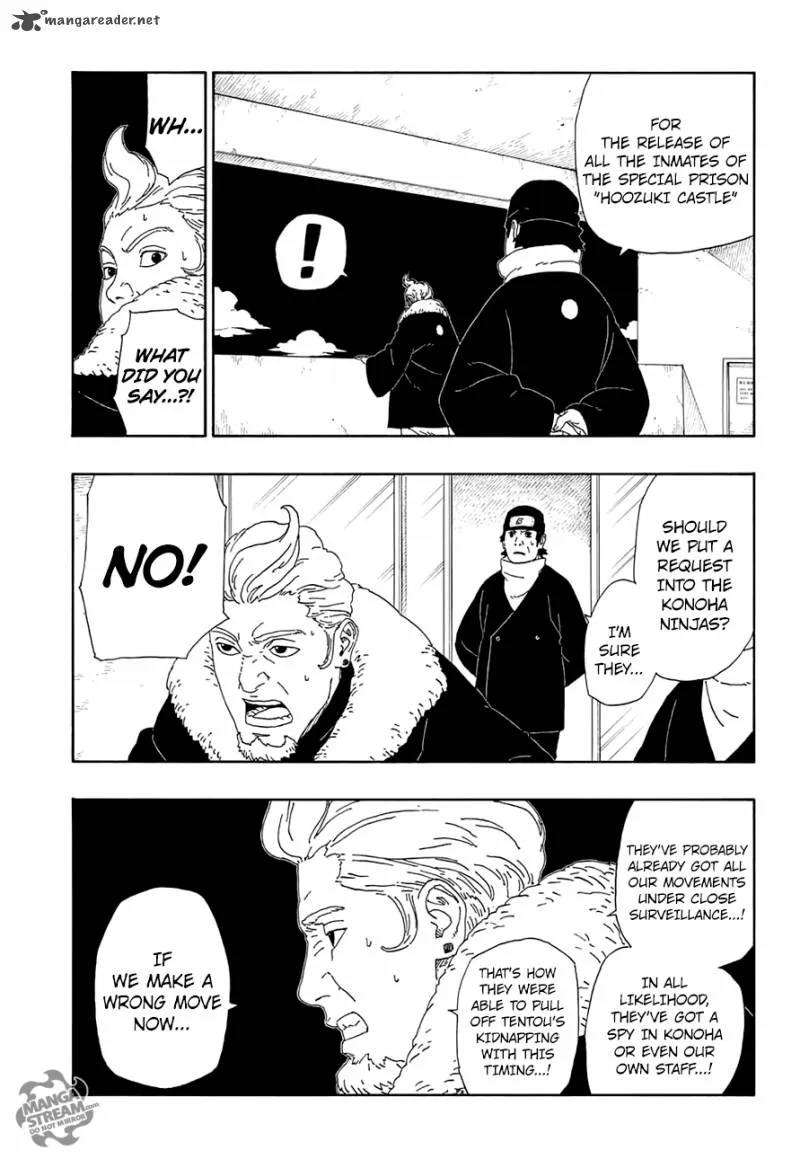 mangareader.net
FOR
THE RELEASE OF
ALL THE INMATES OF
THE SPECIAL PRISON
"HOOZUKI CASTLE"
!
WH...
WHAT
DID YOU
SAY...?!
SHOULD
WE PUT A
REQUEST
INTO THE
KONOHA
NINJAS?
I'M
SURE
THEY...
NO!
THEY'VE PROBABLY
ALREADY GOT ALL
OUR MOVEMENTS
UNDER CLOSE
SURVEILLANCE...!
IN ALL
LIKELIHOOD,
THEY'VE GOT A
SPY IN KONOHA
OR EVEN OUR
OWN STAFF...!
THAT'S HOW
THEY WERE
ABLE TO PULL
OFF TENTOU'S
KIDNAPPING
WITH THIS
TIMING...!
IF
WE MAKE A
WRONG MOVE
NOW...
MANGA
STREAM.com
DO NOT MIRROR